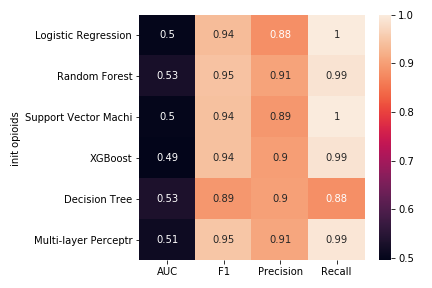 init opioids
Logistic Regression 0.5 0.94 0.88 1
Random Forest 0.53 0.95 0.91 0.99
Support Vector Machi 0.5 0.94 0.89 1
XGBoost 0.49 0.94 0.9 0.99
Decision Tree 0.53 0.89 0.9 0.88
Multi-layer Perceptr 0.51 0.95 0.91 0.99
AUC F1 Precision Recall
1.0
0.9
0.8
0.7
0.6
0.5